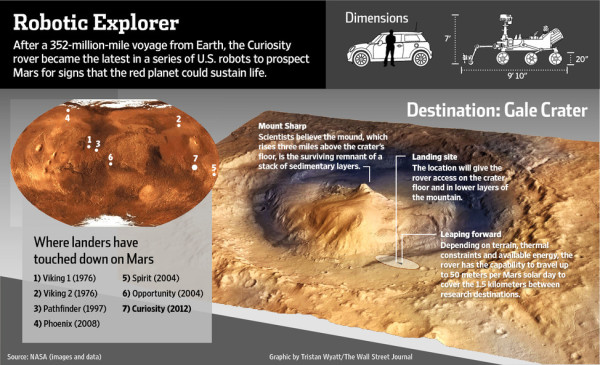 Robotic Explorer
After a 352-million-mile voyage from Earth, the Curiosity
rover became the latest in a series of U.S. robots to prospect
Mars for signs that the red planet could sustain life.
Dimensions
7'
20"
9' 10"
Destination: Gale Crater
4
2
1
3
6
7
5
Mount Sharp
Scientists believe the mound, which
rises three miles above the crater's
floor, is the surviving remnant of a
stack of sedimentary layers.
Landing site
The location will give the
rover access on the crater
floor and in lower layers of
the mountain.
Leaping forward
Depending on terrain, thermal
constraints and available energy, the
rover has the capability to travel up
to 50 meters per Mars solar day to
cover the 1.5 kilometers between
research destinations.
Where landers have
touched down on Mars
1) Viking 1 (1976)
2) Viking 2 (1976)
3) Pathfinder (1997)
4) Phoenix (2008)
5) Spirit (2004)
6) Opportunity (2004)
7) Curiosity (2012)
Source: NASA (images and data)
Graphic by Tristan Wyatt/The Wall Street Journal